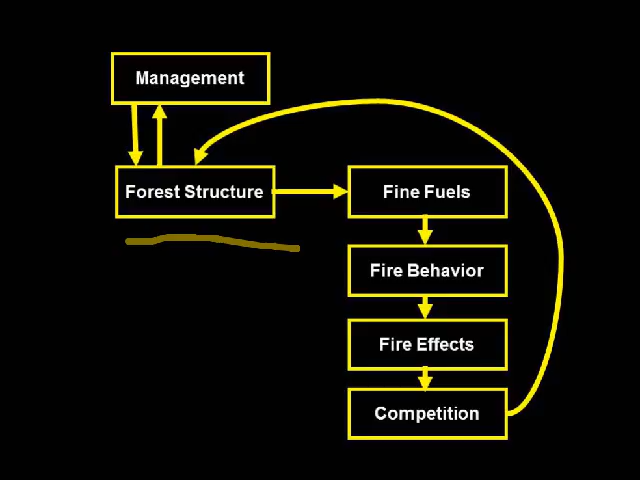 Management
Forest Structure
Fine Fuels
Fire Behavior
Fire Effects
Competition